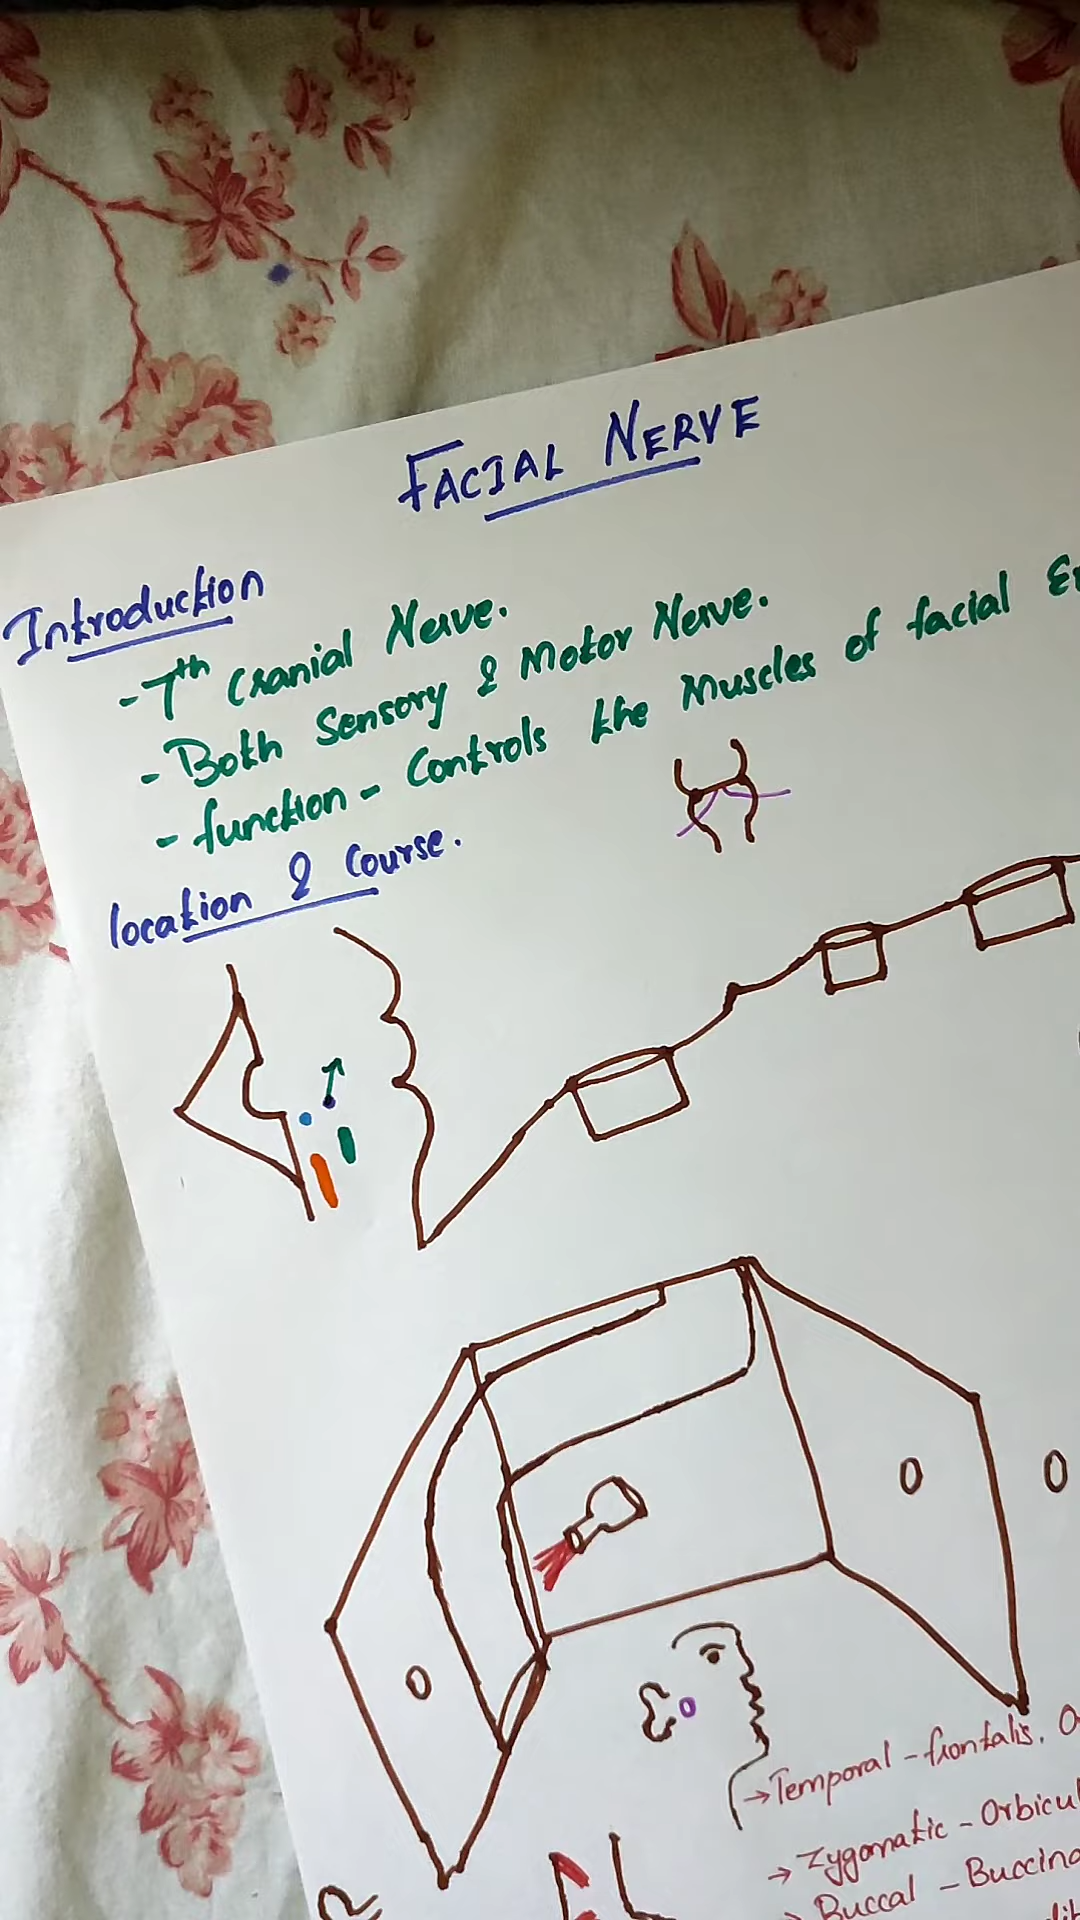 FACIAL NERVE
Introduction
- 7th Cranial Nerve.
- Both Sensory & Motor Nerve.
- function - Controls the Muscles of facial
location & Course.
→ Temporal - frontalis.
→ Zygomatic - Orbicul
→ Buccal - Buccina